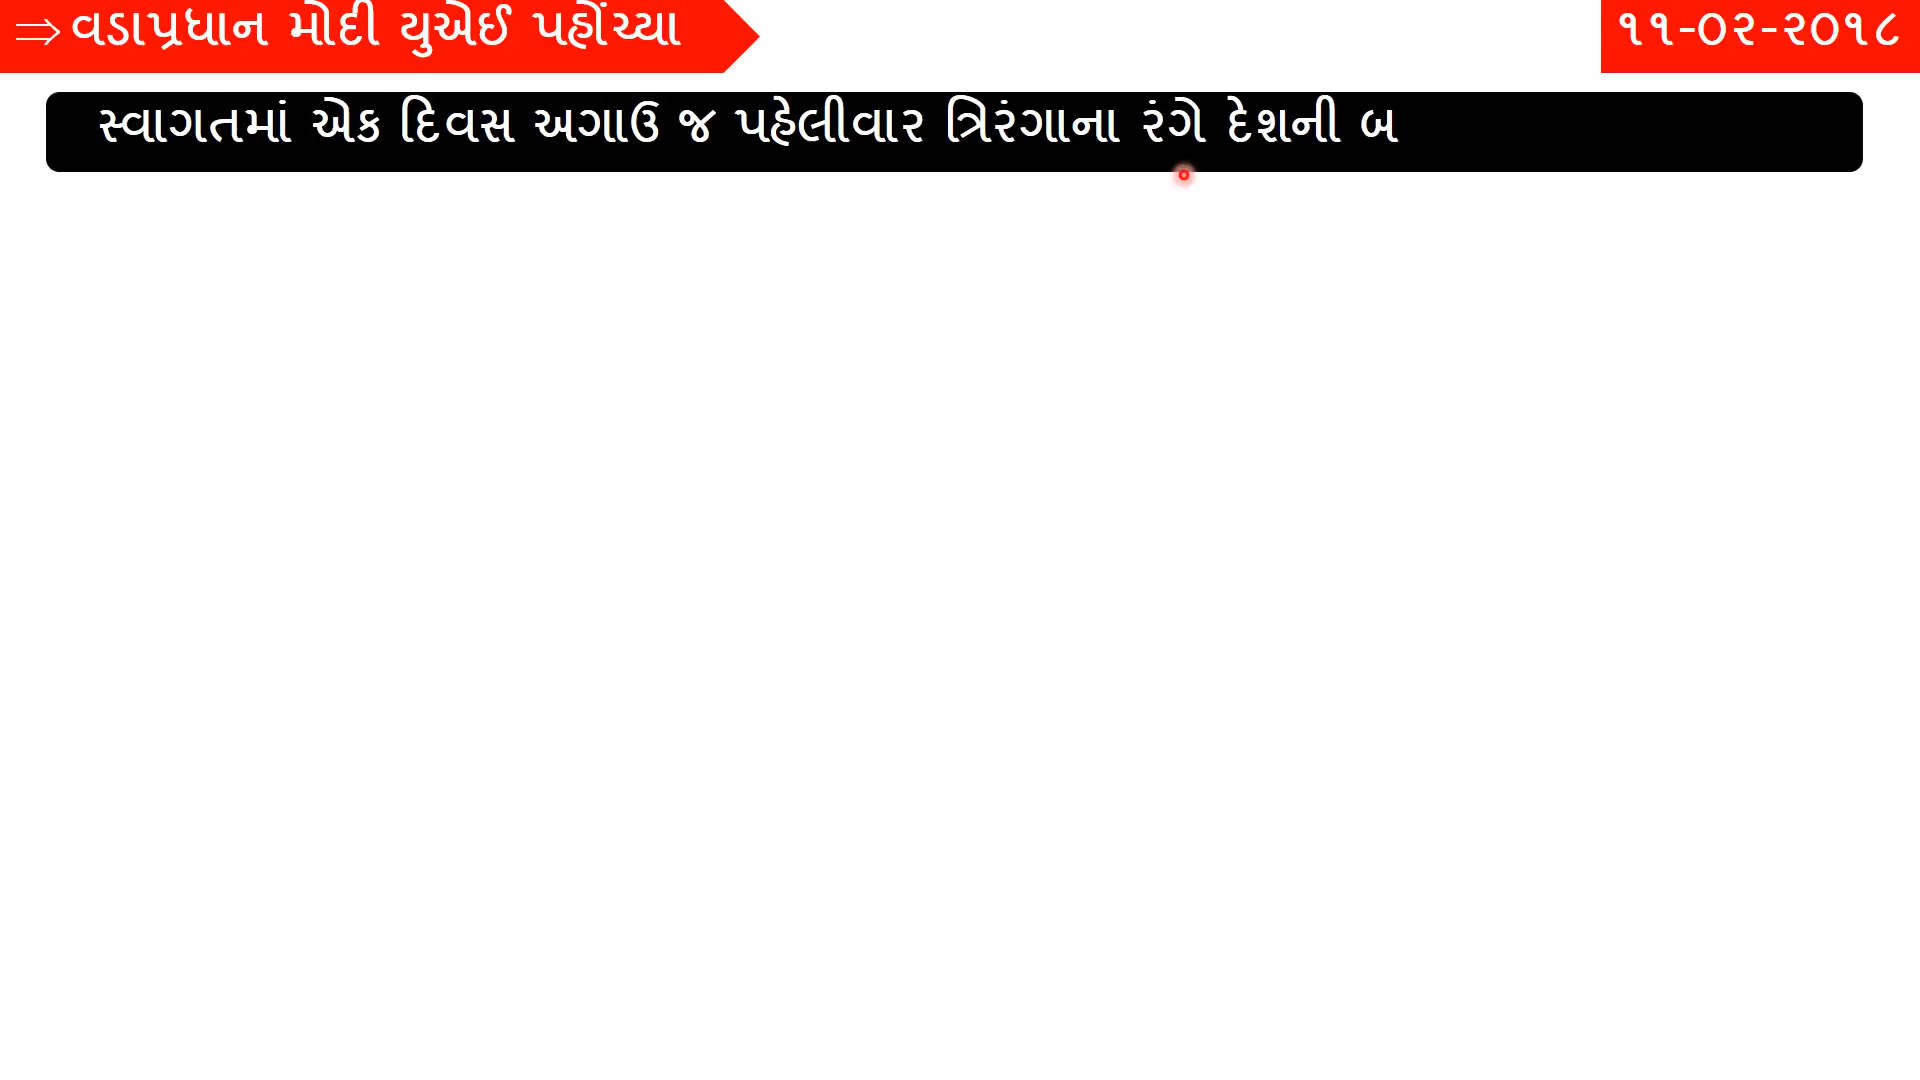 ⇒ વડાપ્રધાન મોદી યુએઈ પહોંચ્યા
૧૧-૦૨-૨૦૧૮
સ્વાગતમાં એક દિવસ અગાઉ જ પહેલીવાર ત્રિરંગાના રંગે દેશની બ